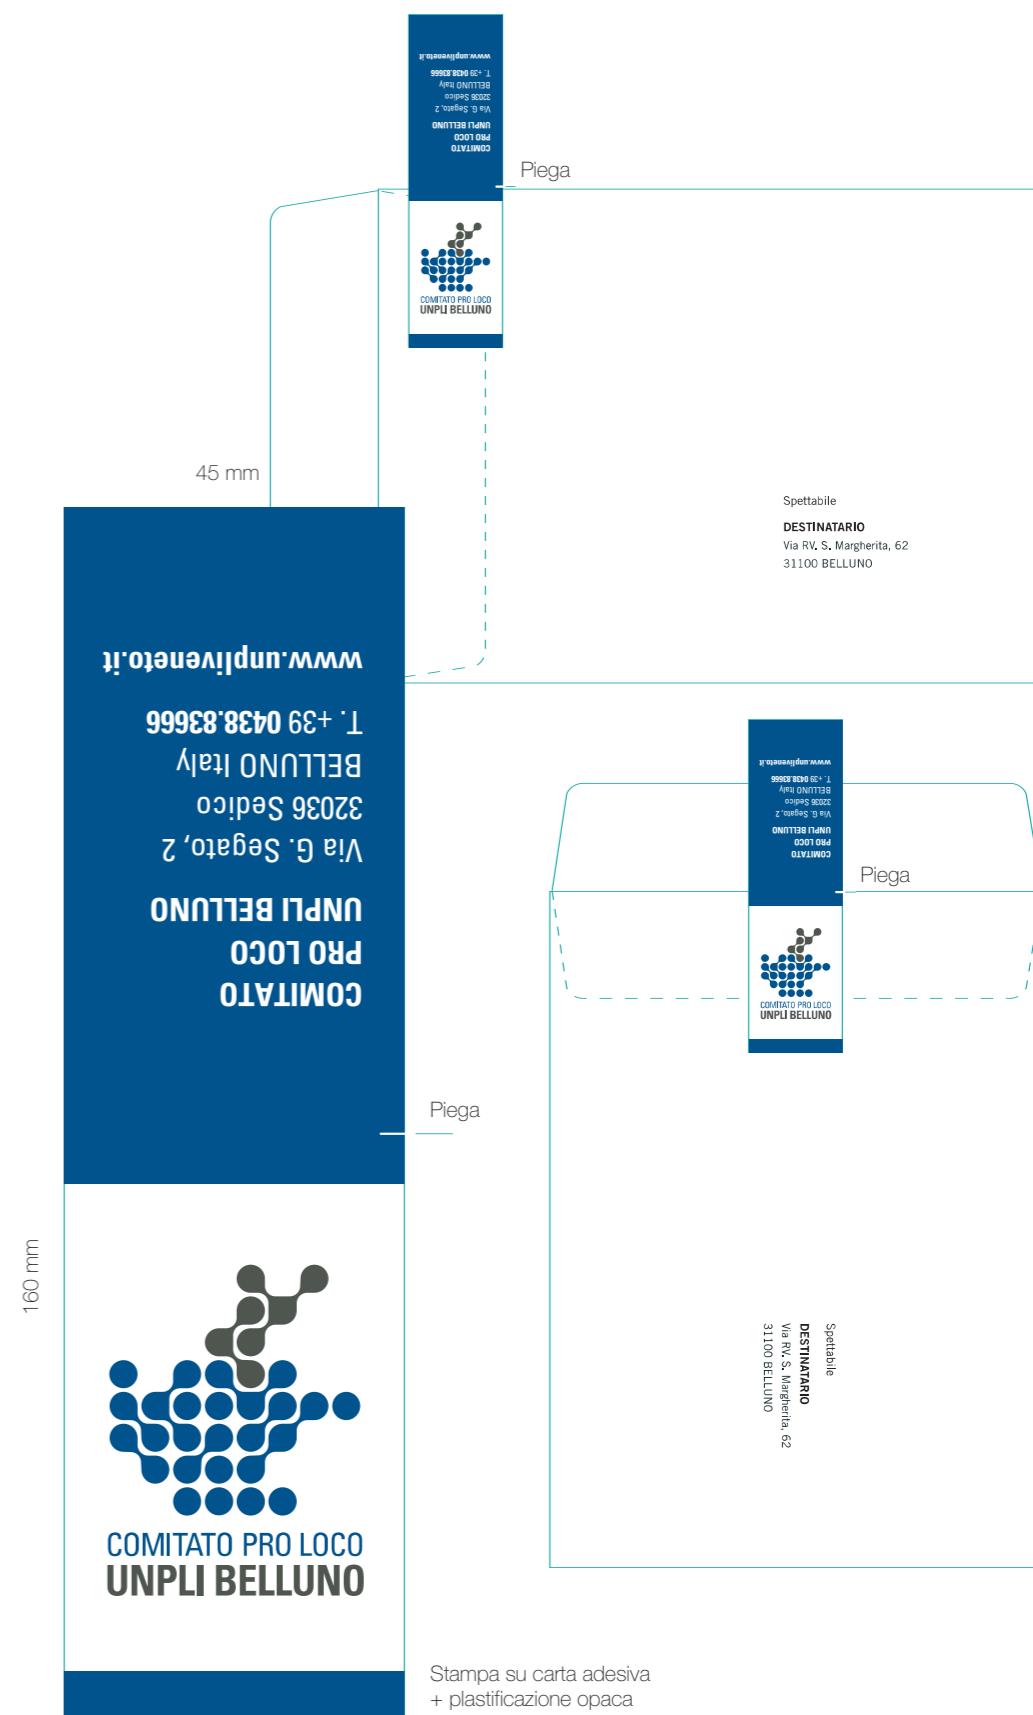 www.unpliveneto.it
T. +39 0438.83666
BELLUNO Italy
32036 Sedico
Via G. Segato, 2
UNPLI BELLUNO
PRO LOCO
COMITATO
Piega
COMITATO PRO LOCO
UNPLI BELLUNO
45 mm
Spettabile
DESTINATARIO
Via RV. S. Margherita, 62
31100 BELLUNO
COMITATO
PRO LOCO
UNPLI BELLUNO
Via G. Segato, 2
32036 Sedico
BELLUNO Italy
T. +39 0438.83666
www.unpliveneto.it
Piega
160 mm
COMITATO PRO LOCO
UNPLI BELLUNO
Stampa su carta adesiva
+ plastificazione opaca
COMITATO
PRO LOCO
UNPLI BELLUNO
Via G. Segato, 2
32036 Sedico
BELLUNO Italy
T. +39 0438.83666
www.unpliveneto.it
Piega
COMITATO PRO LOCO
UNPLI BELLUNO
Spettabile
DESTINATARIO
Via RV. S. Margherita, 62
31100 BELLUNO